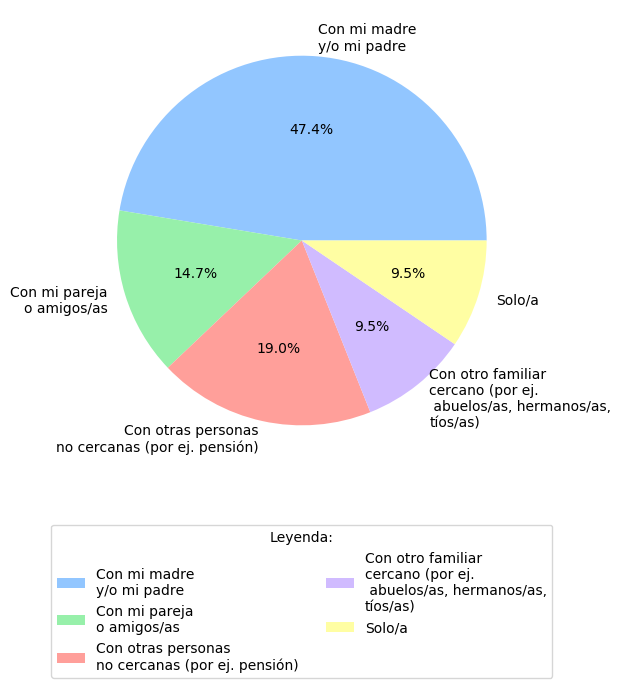 Con mi madre
y/o mi padre
47.4%
14.7%
9.5%
Con mi pareja
o amigos/as
Solo/a
9.5%
19.0%
Con otro familiar
cercano (por ej.
abuelos/as, hermanos/as,
tíos/as)
Con otras personas
no cercanas (por ej. pensión)
Leyenda:
Con mi madre
y/o mi padre
Con mi pareja
o amigos/as
Con otras personas
no cercanas (por ej. pensión)
Con otro familiar
cercano (por ej.
abuelos/as, hermanos/as,
tíos/as)
Solo/a